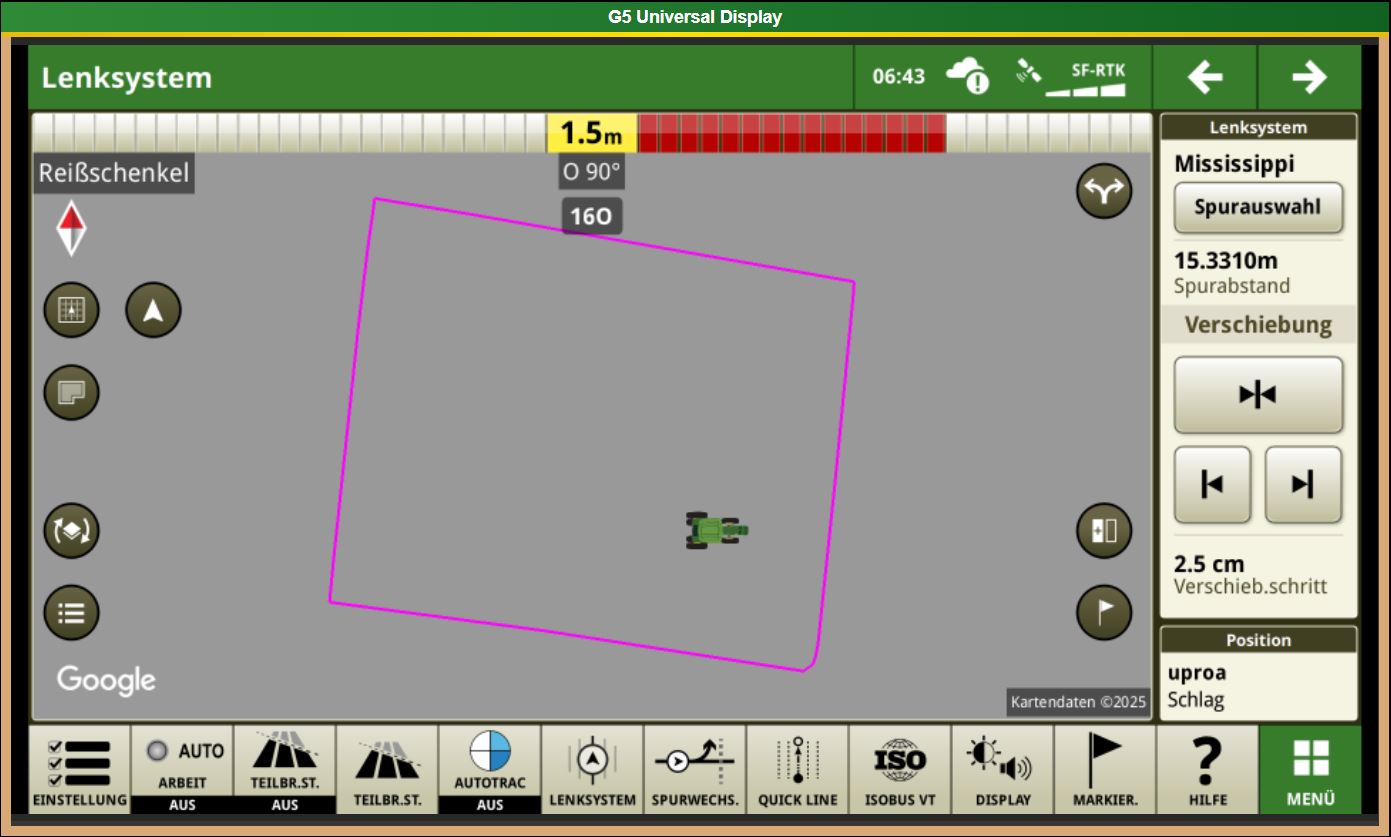 G5 Universal Display
Lenksystem
06:43
SF-RTK
1.5m
Reißschenkel
O 90°
16O
Google
Kartendaten ©2025
Lenksystem
Mississippi
Spurauswahl
15.3310m
Spurabstand
Verschiebung
2.5 cm
Verschieb.schritt
Position
uproa
Schlag
EINSTELLUNG
AUTO
ARBEIT
AUS
TEILBR.ST.
AUS
TEILBR.ST.
AUTOTRAC
AUS
LENKSYSTEM
SPURWECHS.
QUICK LINE
ISO
ISOBUS VT
DISPLAY
MARKIER.
?
HILFE
MENÜ